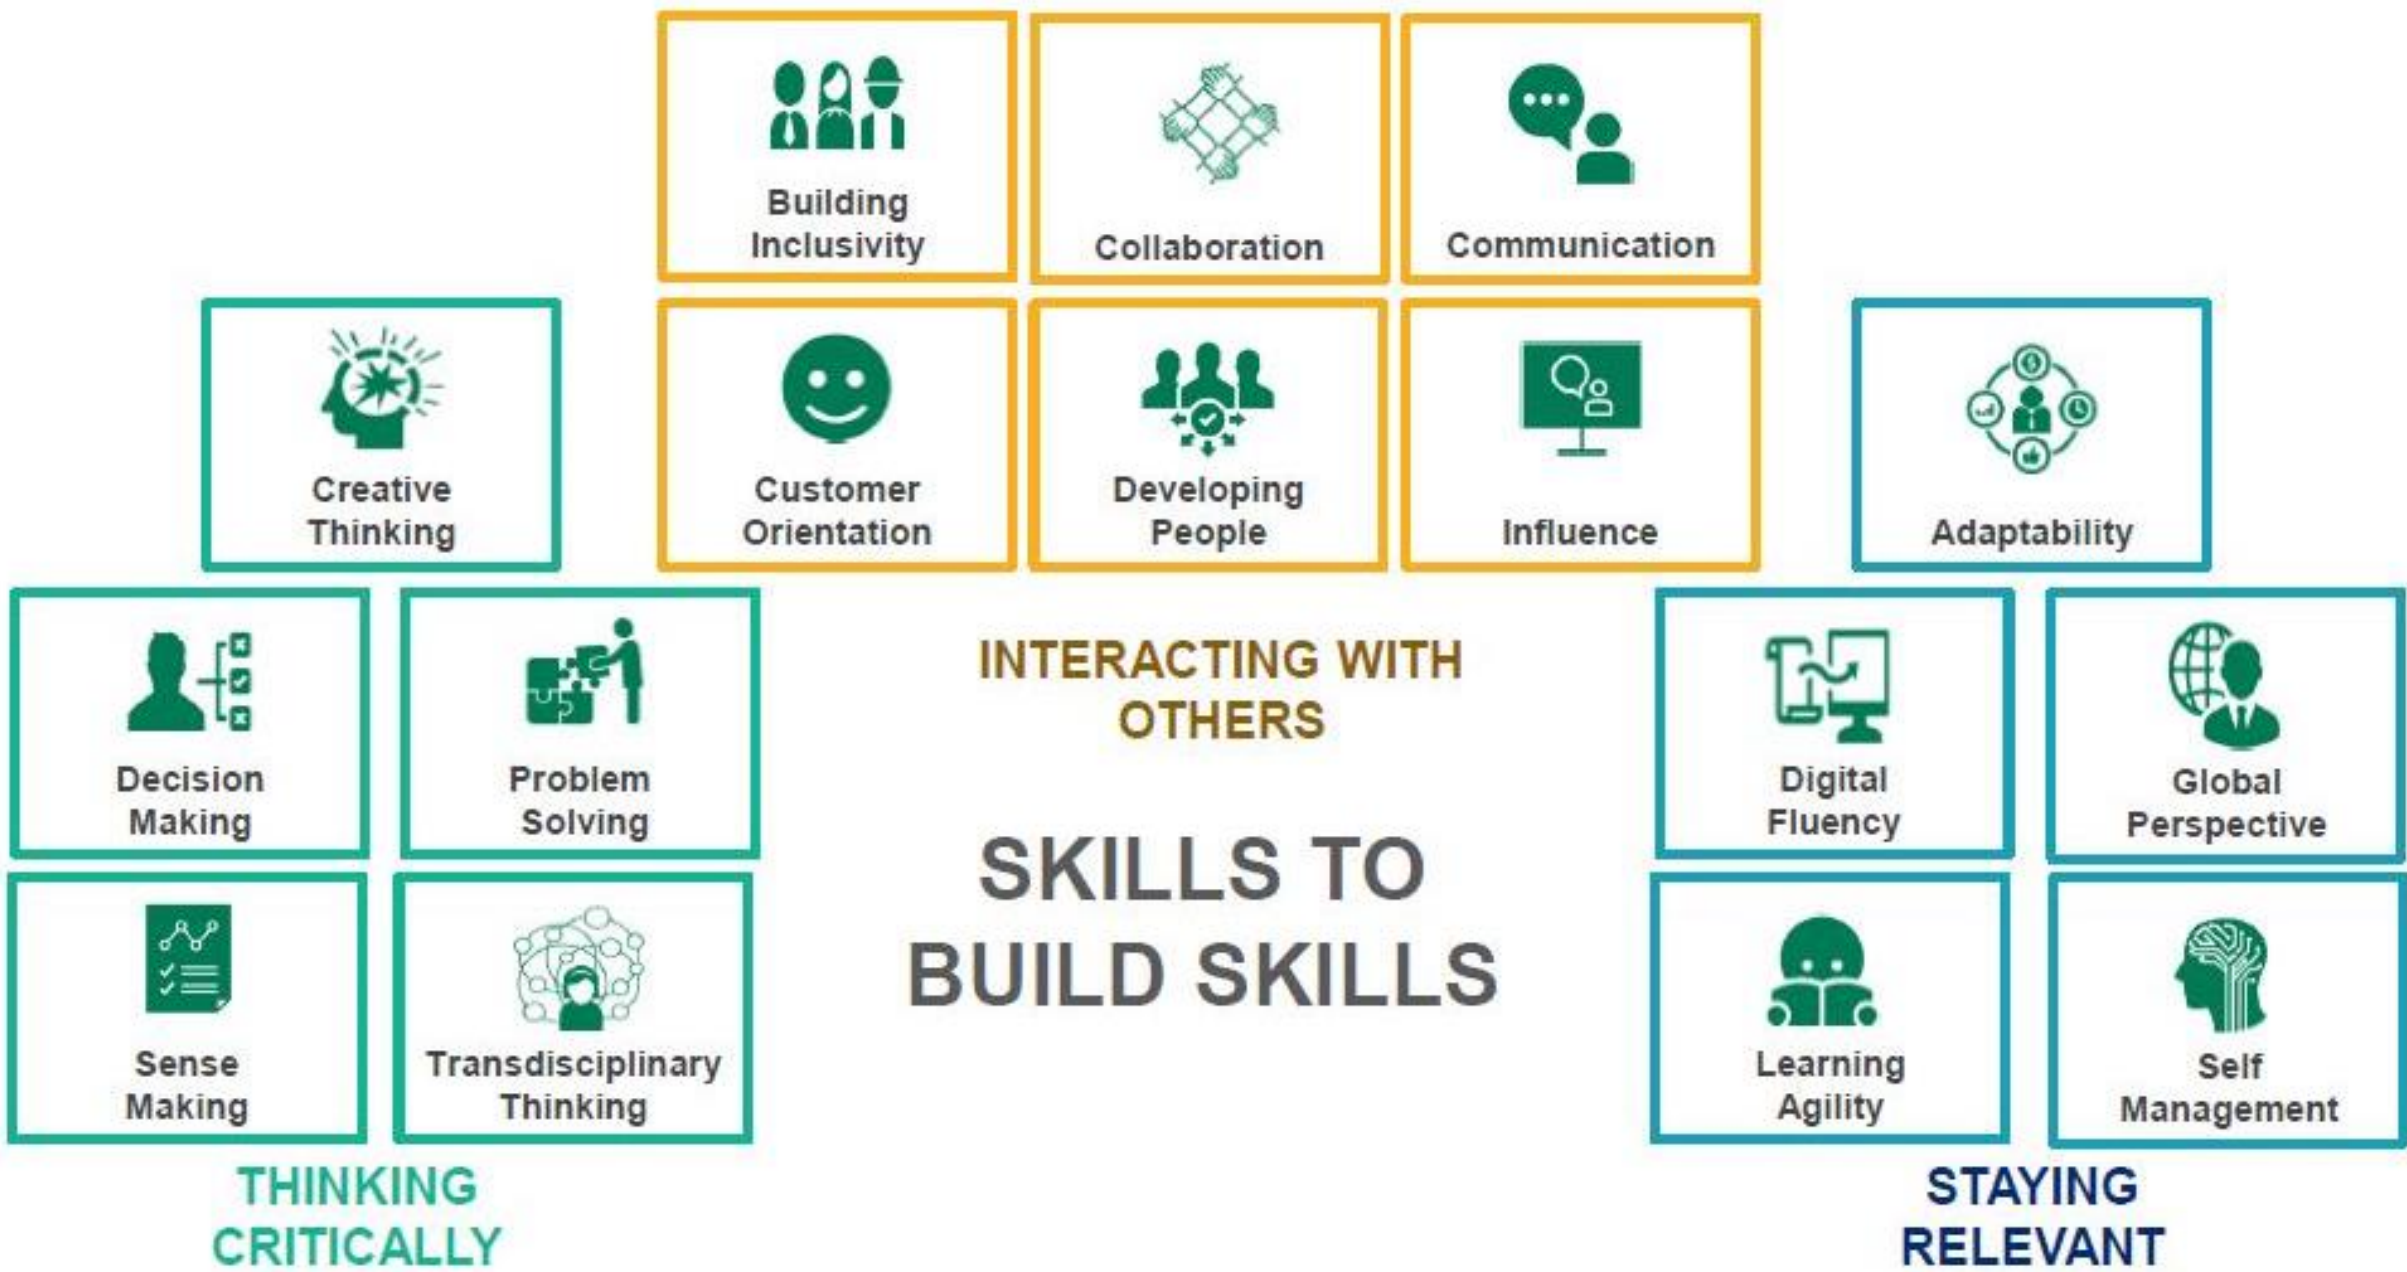 Building
Inclusivity
Collaboration
Communication
Creative
Thinking
Customer
Orientation
Developing
People
Influence
Adaptability
Decision
Making
Problem
Solving
INTERACTING WITH
OTHERS
Digital
Fluency
Global
Perspective
SKILLS TO
BUILD SKILLS
Sense
Making
Transdisciplinary
Thinking
Learning
Agility
Self
Management
THINKING
CRITICALLY
STAYING
RELEVANT